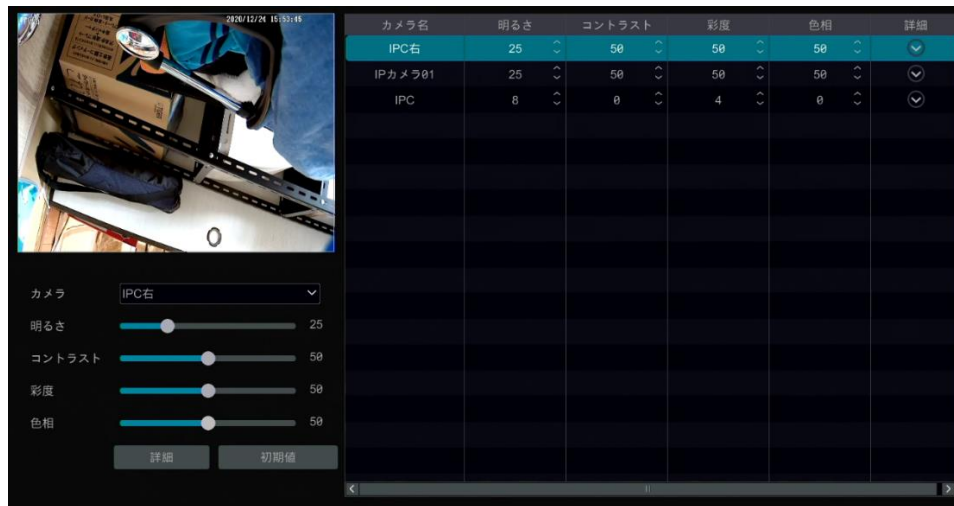 2020/12/24 15:53:45
カメラ IPC右
明るさ 25
コントラスト 50
彩度 50
色相 50
詳細 初期値
カメラ名 明るさ コントラスト 彩度 色相 詳細
IPC右 25 50 50 50
IPカメラ01 25 50 50 50
IPC 8 0 4 0